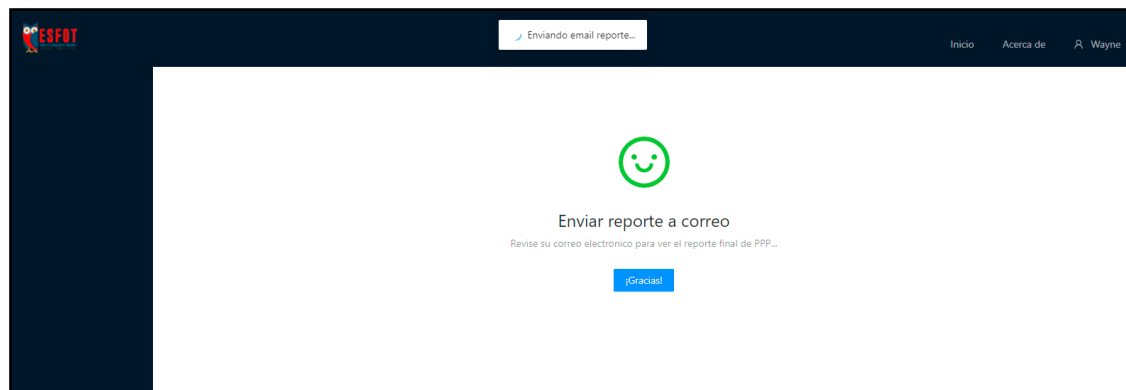 ESFOT
Enviando email reporte...
Inicio
Acerca de
Wayne
Enviar reporte a correo
Revise su correo electronico para ver el reporte final de PPP...
¡Gracias!